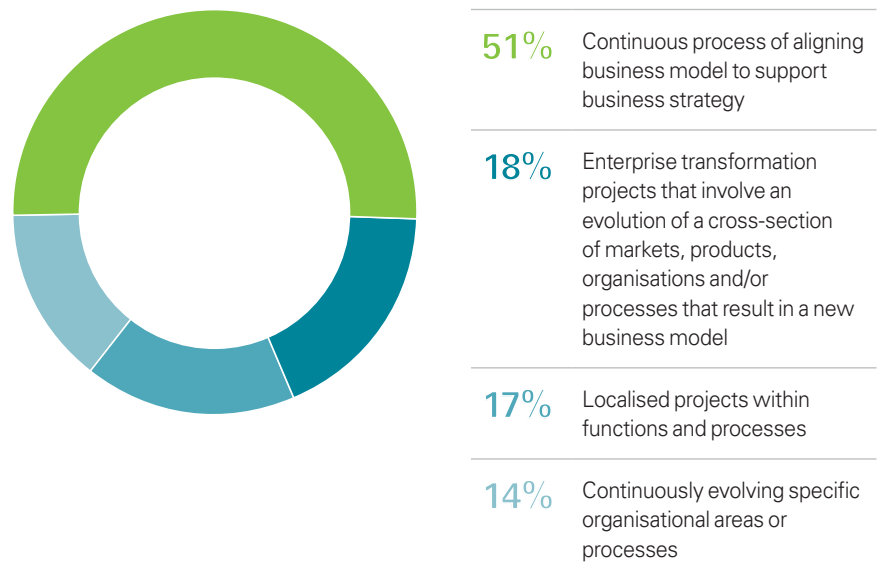 51% Continuous process of aligning
business model to support
business strategy
18% Enterprise transformation
projects that involve an
evolution of a cross-section
of markets, products,
organisations and/or
processes that result in a new
business model
17% Localised projects within
functions and processes
14% Continuously evolving specific
organisational areas or
processes